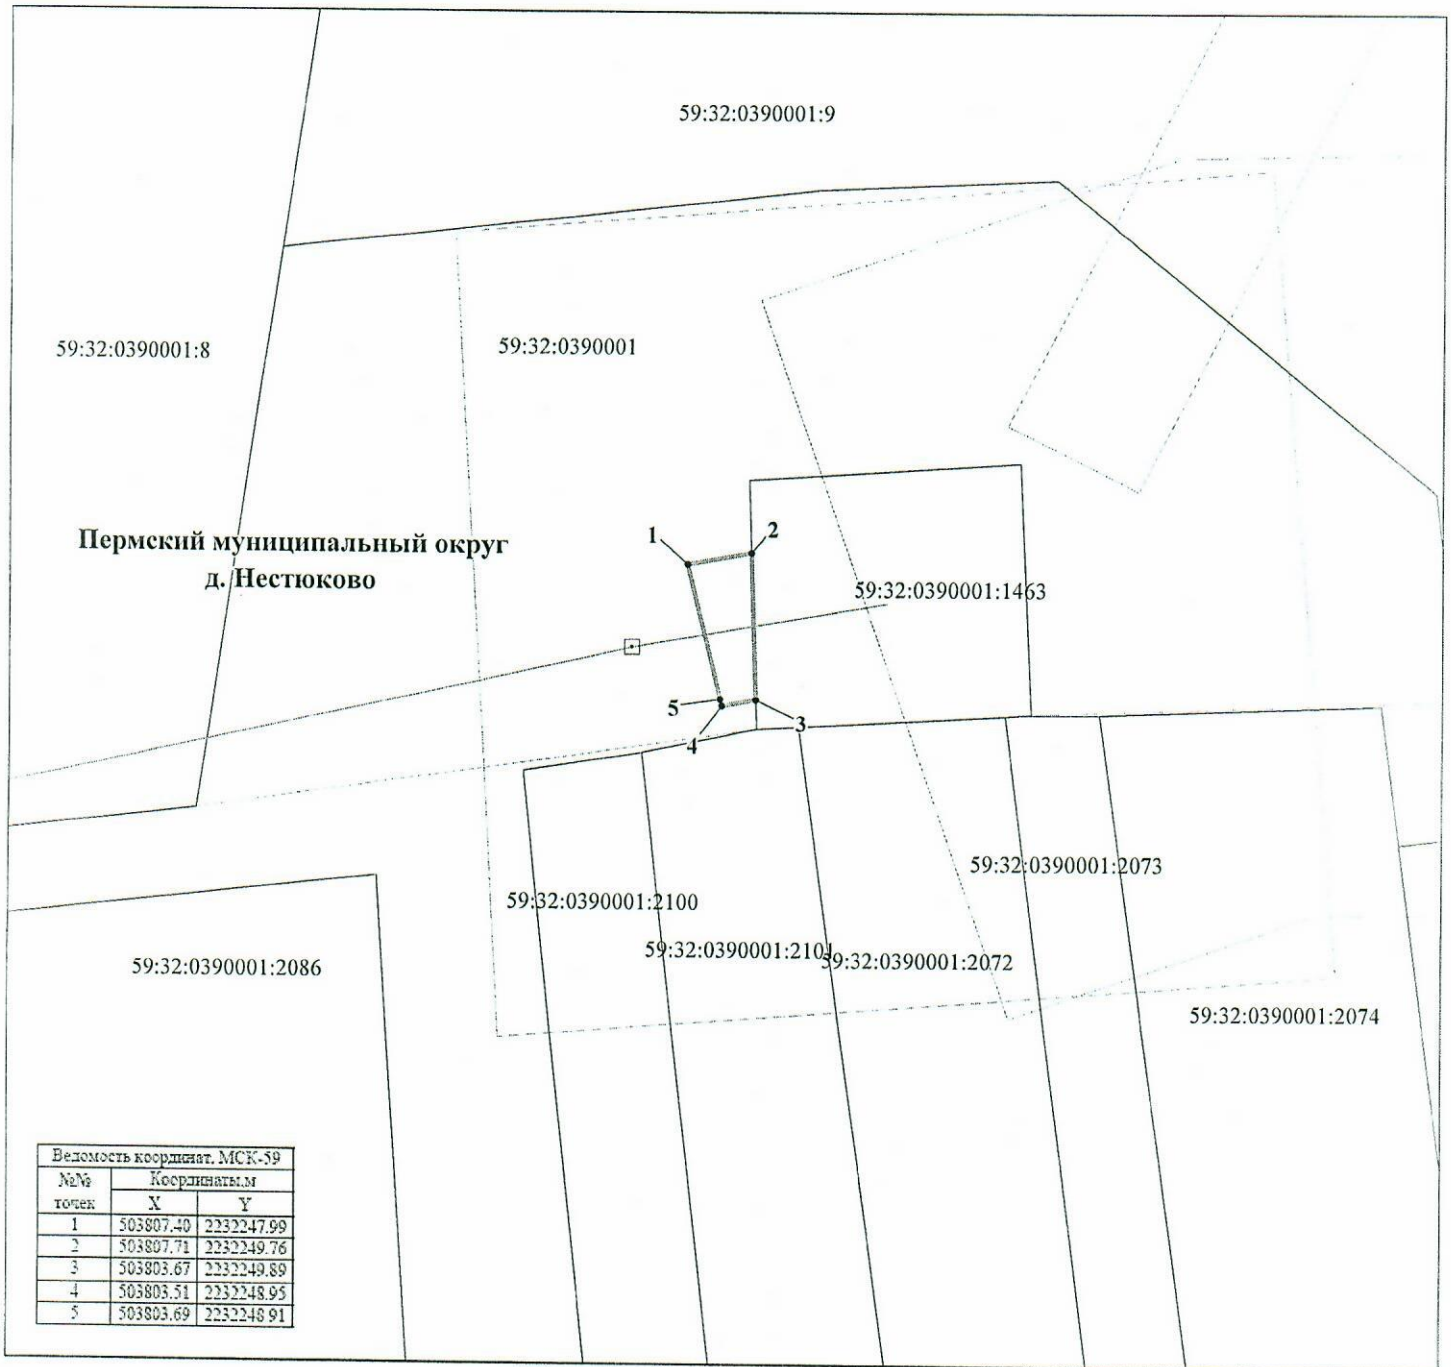 59:32:0390001:9
59:32:0390001:8
59:32:0390001
Пермский муниципальный округ
д. Нестюково
1
2
59:32:0390001:1463
5
4
3
59:32:0390001:2073
59:32:0390001:2100
59:32:0390001:2101
59:32:0390001:2072
59:32:0390001:2086
59:32:0390001:2074
Ведомость координат, МСК-59
№№ точек Координаты,м
X Y
1 503807.40 2232247.99
2 503807.71 2232249.76
3 503803.67 2232249.89
4 503803.51 2232248.95
5 503803.69 2232248.91